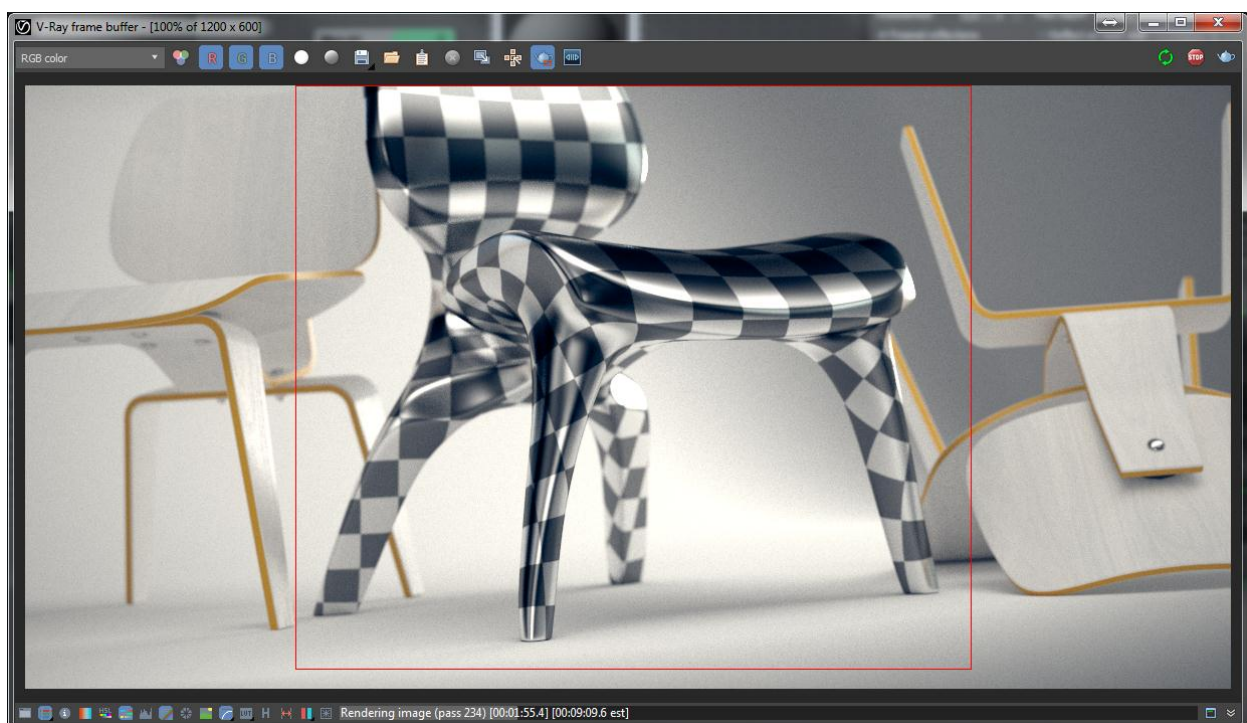 V-Ray frame buffer - [100% of 1200 x 600]
RGB color
R G B
STOP
LUT H
Rendering image (pass 234) [00:01:55.4] [00:09:09.6 est]